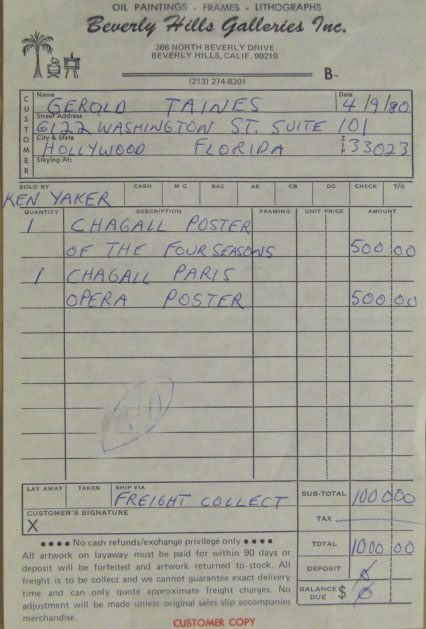 OIL PAINTINGS - FRAMES - LITHOGRAPHS
Beverly Hills Galleries Inc.
366 NORTH BEVERLY DRIVE
BEVERLY HILLS, CALIF. 90210
(213) 274-8301
B-
CUSTOMER
Name GEROLD TAINES Date 4/9/80
Street Address 6122 WASHINGTON ST. SUITE 101
City & State HOLLYWOOD FLORIDA ZIP 33023
Staying At:
SOLD BY CASH M C BAC AE CB DC CHECK T/C
KEN YAKER
QUANTITY DESCRIPTION FRAMING UNIT PRICE AMOUNT
1 CHAGALL POSTER
OF THE FOUR SEASONS 500 00
1 CHAGALL PARIS
OPERA POSTER 500 00
LAY AWAY TAKEN SHIP VIA FREIGHT COLLECT SUB-TOTAL 1000 00
CUSTOMER'S SIGNATURE
X
TAX
No cash refunds/exchange privilege only
TOTAL 1000 00
All artwork on layaway must be paid for within 90 days or
deposit will be forfeited and artwork returned to stock. All
DEPOSIT
freight is to be collect and we cannot guarantee exact delivery
time and can only quote approximate freight charges. No
BALANCE DUE $
adjustment will be made unless original sales slip accompanies
merchandise.
CUSTOMER COPY